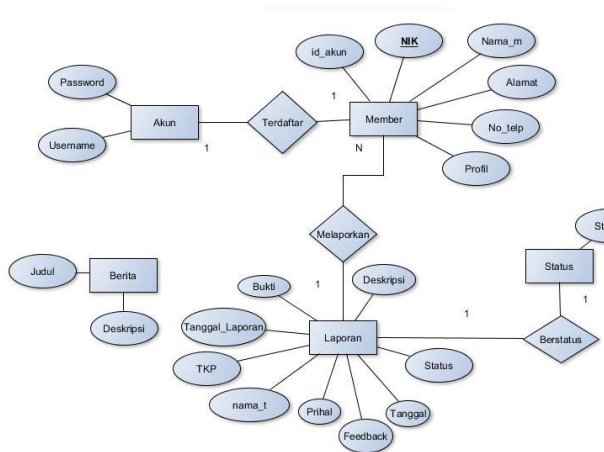 NIK
id_akun
Nama_m
Password
Alamat
1
Akun
Terdaftar
Member
No_telp
Username
1
N
Profil
Melaporkan
St
Judul
Berita
Bukti
1
Deskripsi
Status
Deskripsi
Tanggal_Laporan
1
1
Laporan
Berstatus
TKP
Status
nama_t
Prihal
Tanggal
Feedback